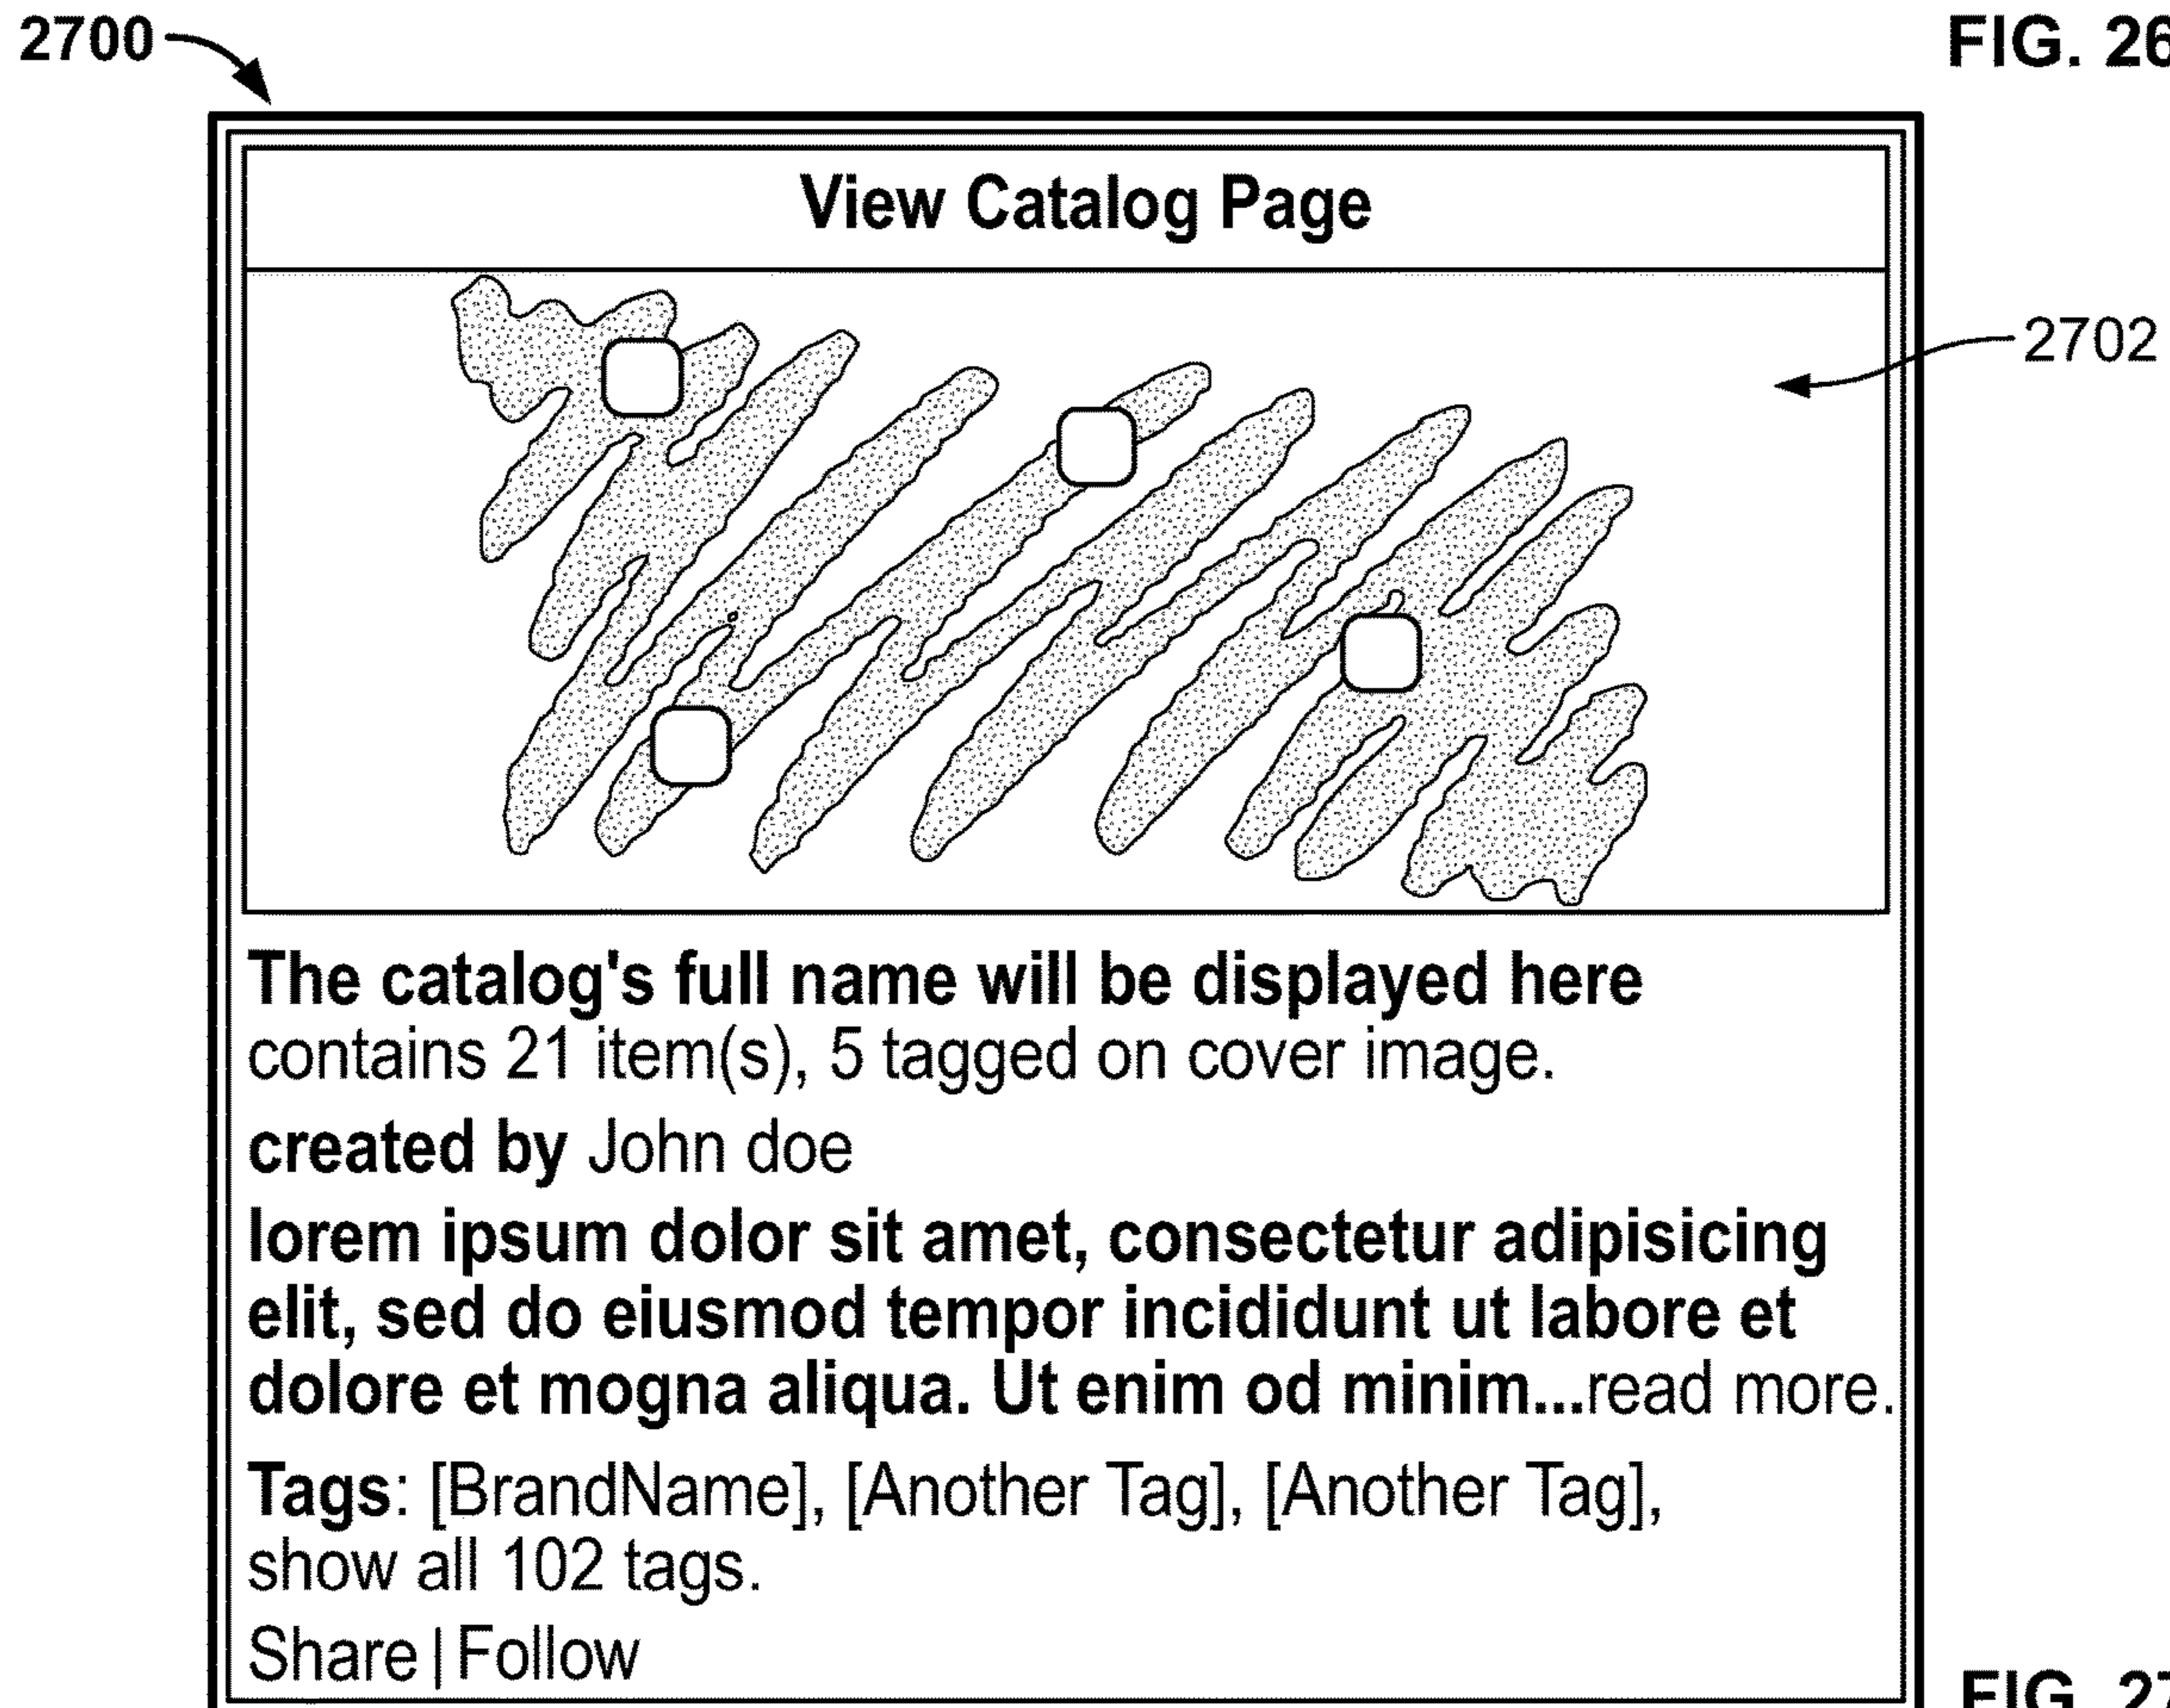 2700
FIG. 26
View Catalog Page
2702
The catalog's full name will be displayed here
contains 21 item(s), 5 tagged on cover image.
created by John doe
lorem ipsum dolor sit amet, consectetur adipisicing
elit, sed do eiusmod tempor incididunt ut labore et
dolore et mogna aliqua. Ut enim od minim...read more.
Tags: [BrandName], [Another Tag], [Another Tag],
show all 102 tags.
Share | Follow
FIG. 27